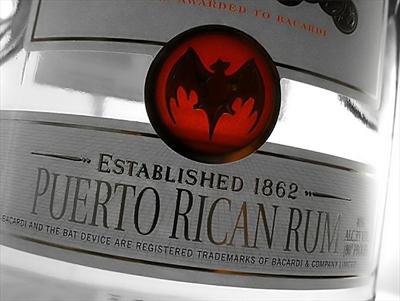 AWARDED TO BACARDI
ESTABLISHED 1862
PUERTO RICAN RUM
BACARDI AND THE BAT DEVICE ARE REGISTERED TRADEMARKS OF BACARDI & COMPANY LIMITED